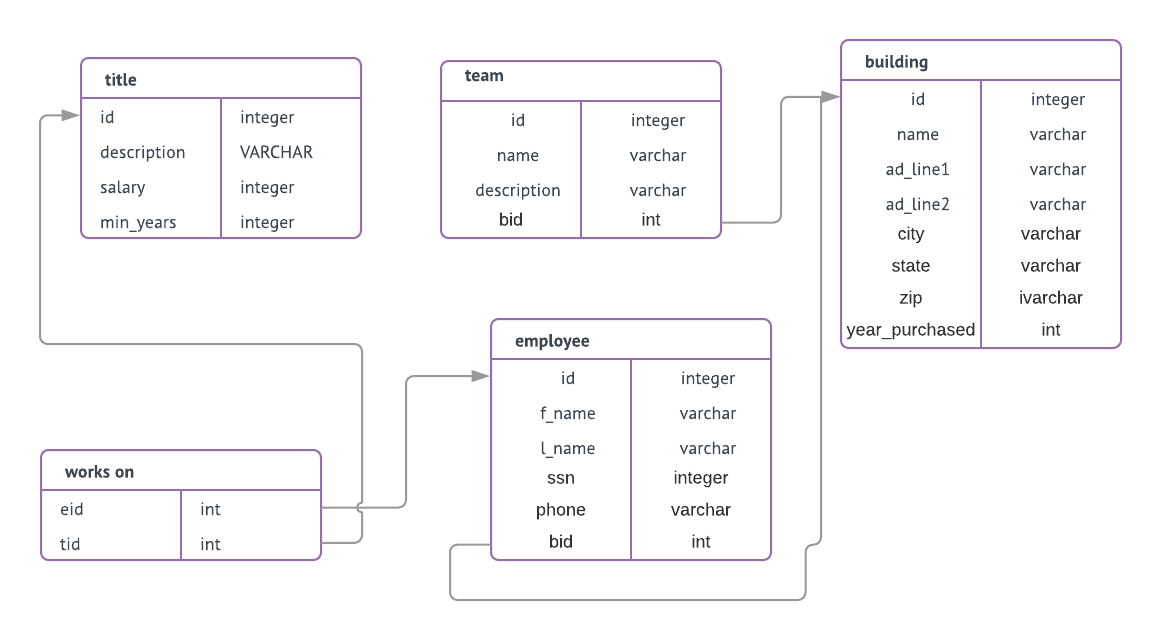 title
id integer
description VARCHAR
salary integer
min_years integer
team
id integer
name varchar
description varchar
bid int
building
id integer
name varchar
ad_line1 varchar
ad_line2 varchar
city varchar
state varchar
zip ivarchar
year_purchased int
employee
id integer
f_name varchar
l_name varchar
ssn integer
phone varchar
bid int
works on
eid int
tid int